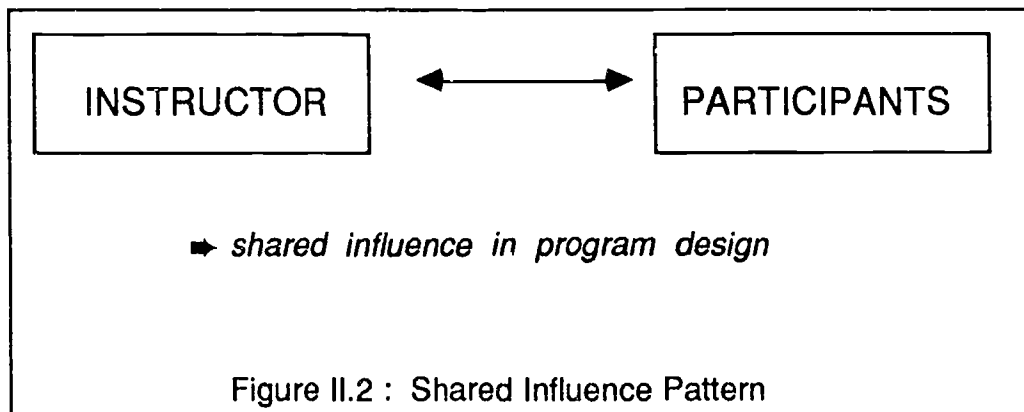 INSTRUCTOR
PARTICIPANTS
➨ shared influence in program design
Figure II.2 : Shared Influence Pattern